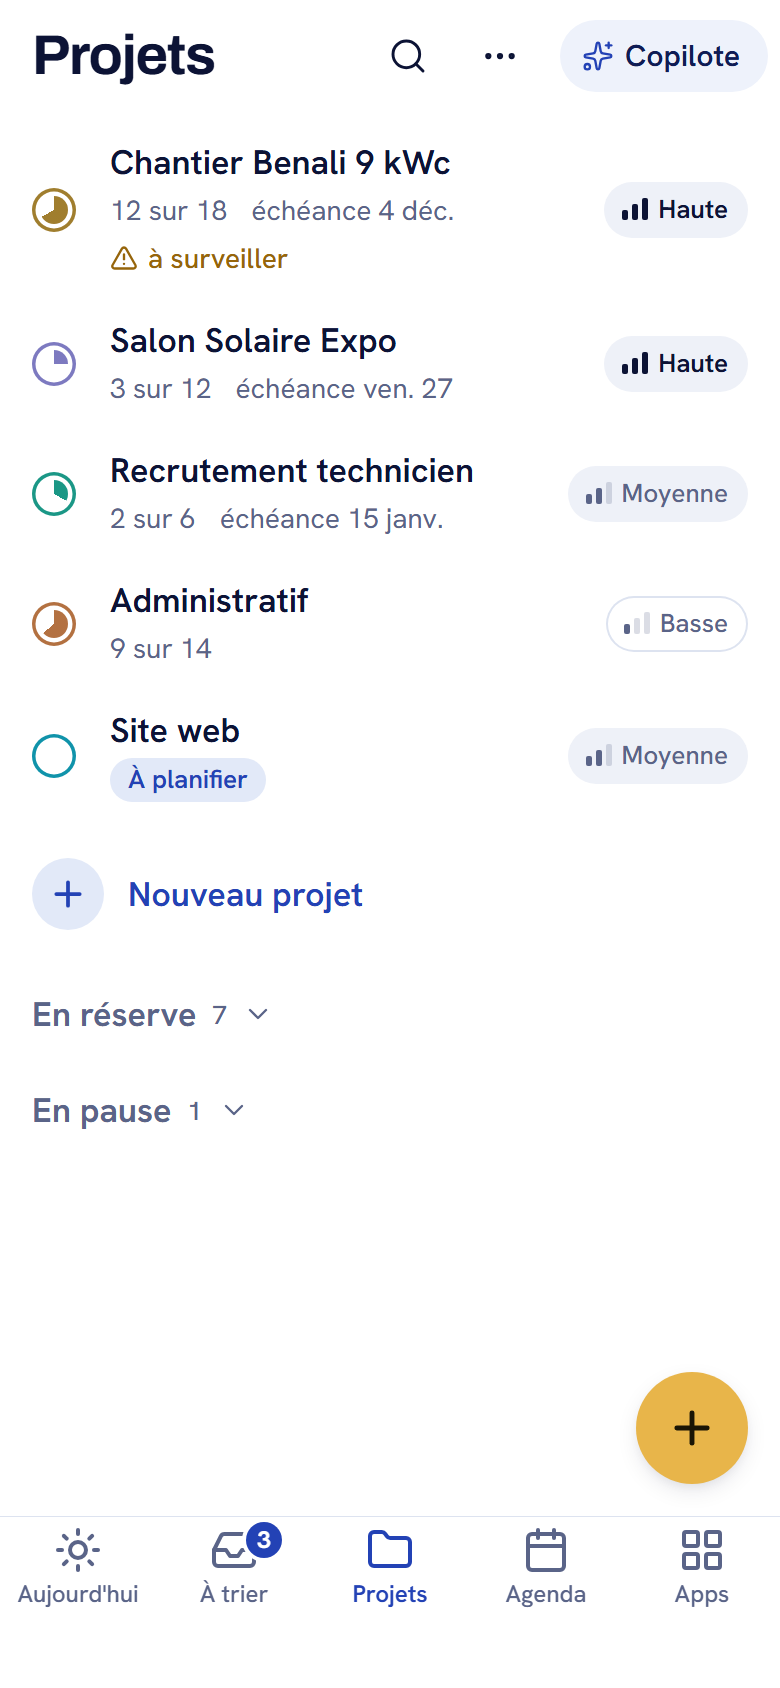 Projets
Copilote
Chantier Benali 9 kWc
12 sur 18 échéance 4 déc.
à surveiller
Haute
Salon Solaire Expo
3 sur 12 échéance ven. 27
Haute
Recrutement technicien
2 sur 6 échéance 15 janv.
Moyenne
Administratif
9 sur 14
Basse
Site web
À planifier
Moyenne
Nouveau projet
En réserve 7
En pause 1
3
Aujourd'hui
À trier
Projets
Agenda
Apps